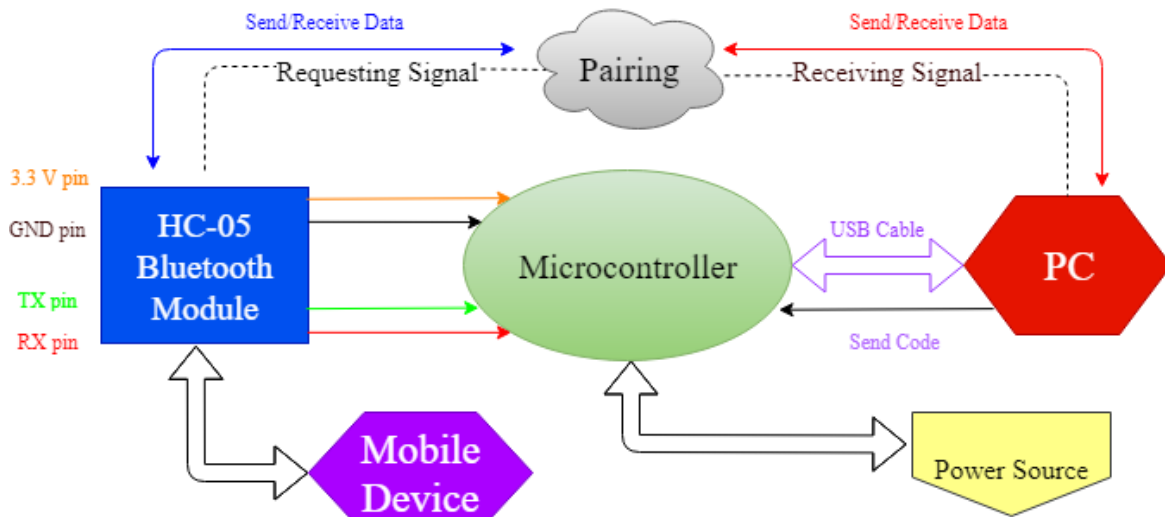 Send/Receive Data
Send/Receive Data
Requesting Signal
Pairing
Receiving Signal
3.3 V pin
GND pin
HC-05
Bluetooth
Module
TX pin
RX pin
Microcontroller
USB Cable
PC
Send Code
Mobile
Device
Power Source